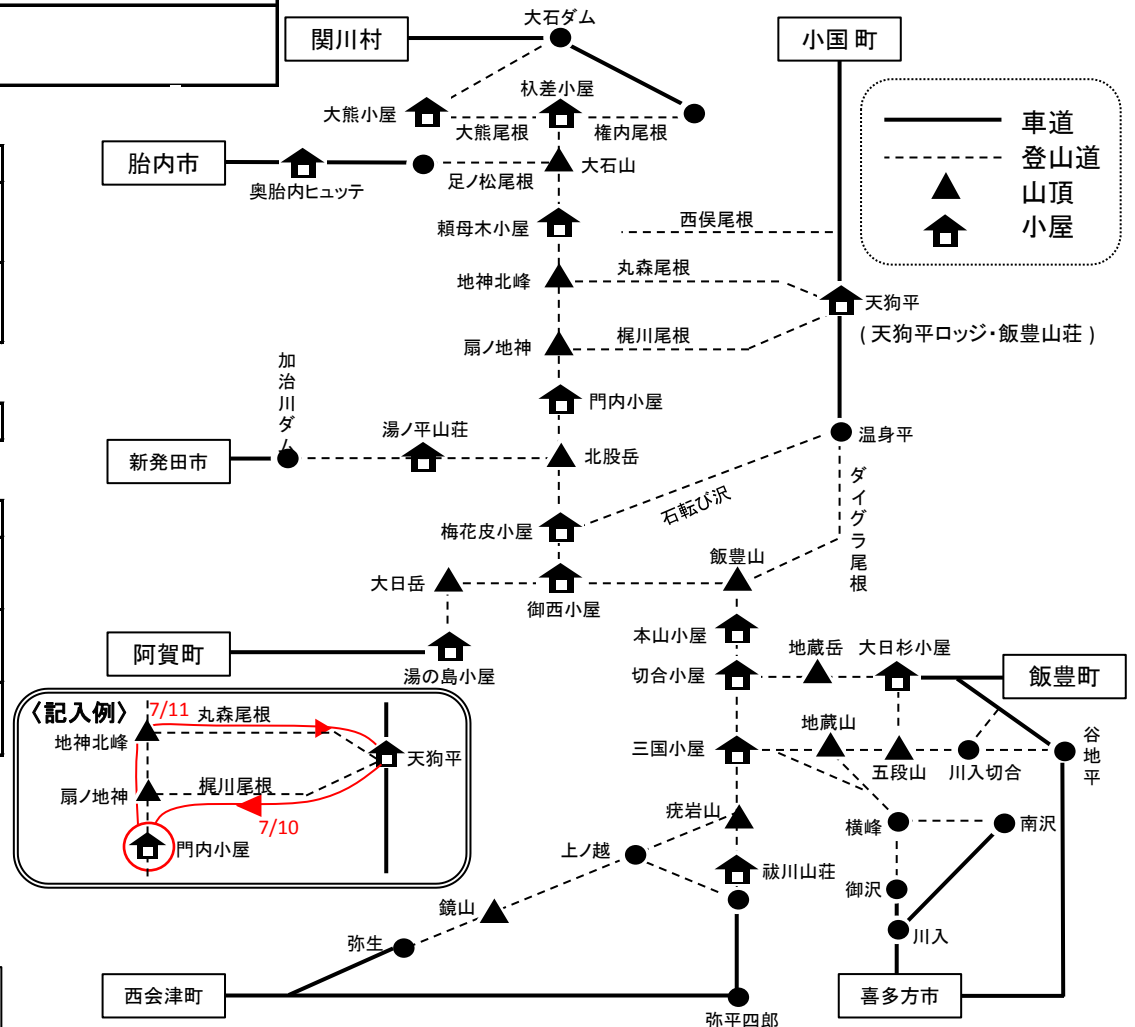 大石ダム
関川村
小国町
杁差小屋
大熊小屋
大熊尾根
権内尾根
車道
登山道
山頂
小屋
胎内市
奥胎内ヒュッテ
足ノ松尾根
大石山
頼母木小屋
西俣尾根
地神北峰
丸森尾根
天狗平
(天狗平ロッジ・飯豊山荘)
扇ノ地神
梶川尾根
加治川ダム
門内小屋
湯ノ平山荘
新発田市
北股岳
温身平
石転び沢
ダイグラ尾根
梅花皮小屋
飯豊山
大日岳
御西小屋
本山小屋
阿賀町
湯の島小屋
切合小屋
地蔵岳
大日杉小屋
飯豊町
〈記入例〉
7/11
丸森尾根
地神北峰
天狗平
扇ノ地神
梶川尾根
7/10
門内小屋
三国小屋
地蔵山
五段山
川入切合
谷地平
疣岩山
横峰
南沢
上ノ越
祓川山荘
御沢
鏡山
川入
弥生
西会津町
弥平四郎
喜多方市